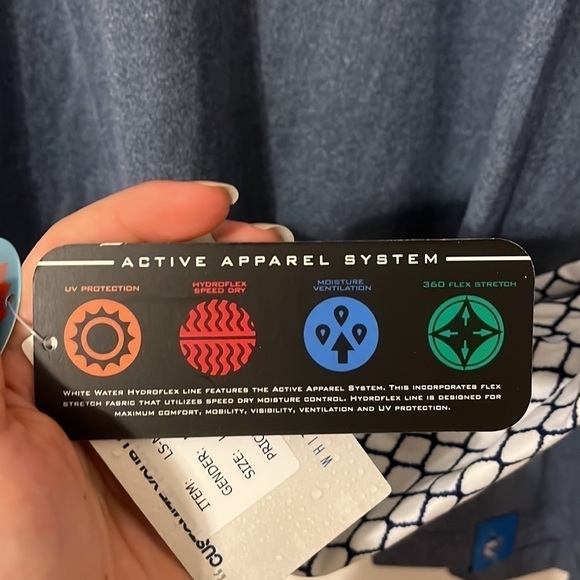 ACTIVE APPAREL SYSTEM
UV PROTECTION
HYDROFLEX
SPEED DRY
MOISTURE
VENTILATION
360 FLEX STRETCH
WHITE WATER HYDROFLEX LINE FEATURES THE ACTIVE APPAREL SYSTEM. THIS INCORPORATES FLEX
STRETCH FABRIC THAT UTILIZES SPEED DRY MOISTURE CONTROL. HYDROFLEX LINE IS DESIGNED FOR
MAXIMUM COMFORT, MOBILITY, VISIBILITY, VENTILATION AND UV PROTECTION.
ITEM:
GENDER:
SIZE:
WHI